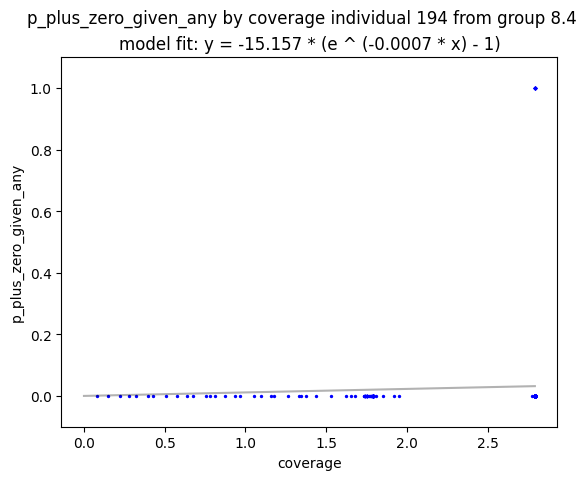 p_plus_zero_given_any by coverage individual 194 from group 8.4
model fit: y = -15.157 * (e ^ (-0.0007 * x) - 1)
1.0
0.8
0.6
0.4
0.2
0.0
p_plus_zero_given_any
0.0 0.5 1.0 1.5 2.0 2.5
coverage